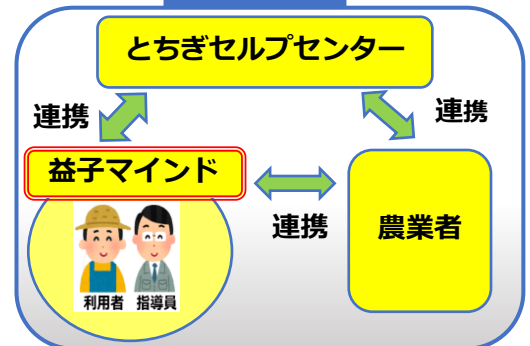 とちぎセルプセンター
連携
連携
益子マインド
連携
農業者
利用者 指導員